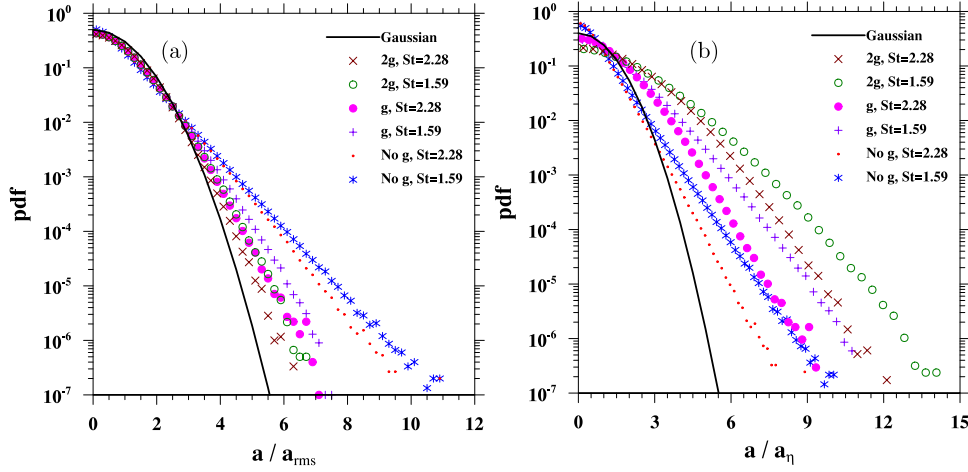 (a)
Gaussian
2g, St=2.28
2g, St=1.59
g, St=2.28
g, St=1.59
No g, St=2.28
No g, St=1.59
pdf
10^0
10^-1
10^-2
10^-3
10^-4
10^-5
10^-6
10^-7
0 2 4 6 8 10 12
a / a_rms
(b)
Gaussian
2g, St=2.28
2g, St=1.59
g, St=2.28
g, St=1.59
No g, St=2.28
No g, St=1.59
pdf
10^0
10^-1
10^-2
10^-3
10^-4
10^-5
10^-6
10^-7
0 3 6 9 12 15
a / a_η